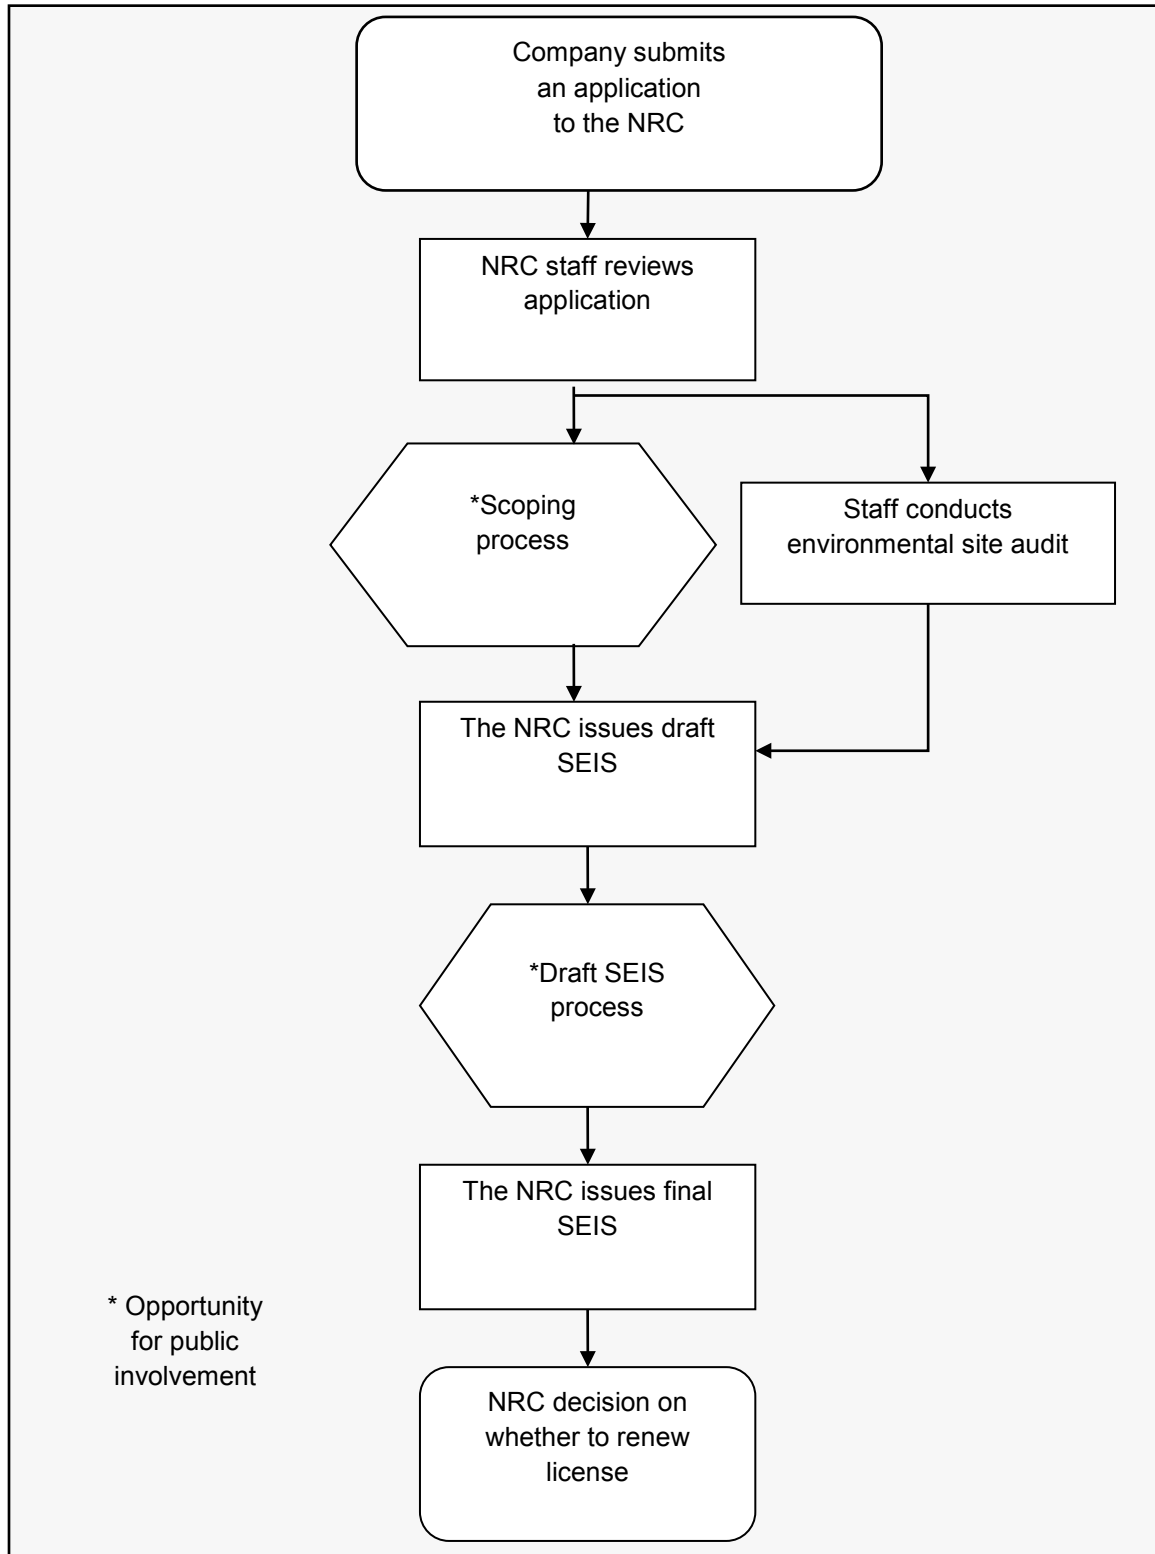 Company submits
an application
to the NRC
NRC staff reviews
application
*Scoping
process
Staff conducts
environmental site audit
The NRC issues draft
SEIS
*Draft SEIS
process
The NRC issues final
SEIS
* Opportunity
for public
involvement
NRC decision on
whether to renew
license